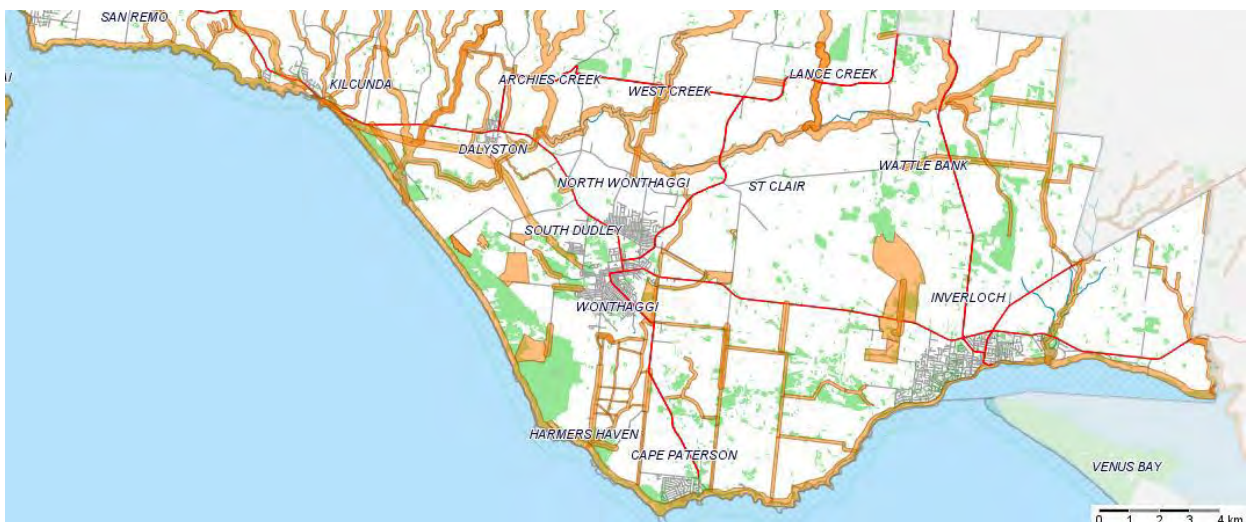 SAN REMO
KILCUNDA
ARCHIES CREEK
WEST CREEK
LANCE CREEK
DALYSTON
WATTLE BANK
NORTH WONTHAGGI
ST CLAIR
SOUTH DUDLEY
WONTHAGGI
INVERLOCH
HARMERS HAVEN
CAPE PATERSON
VENUS BAY
0 1 2 3 4 km